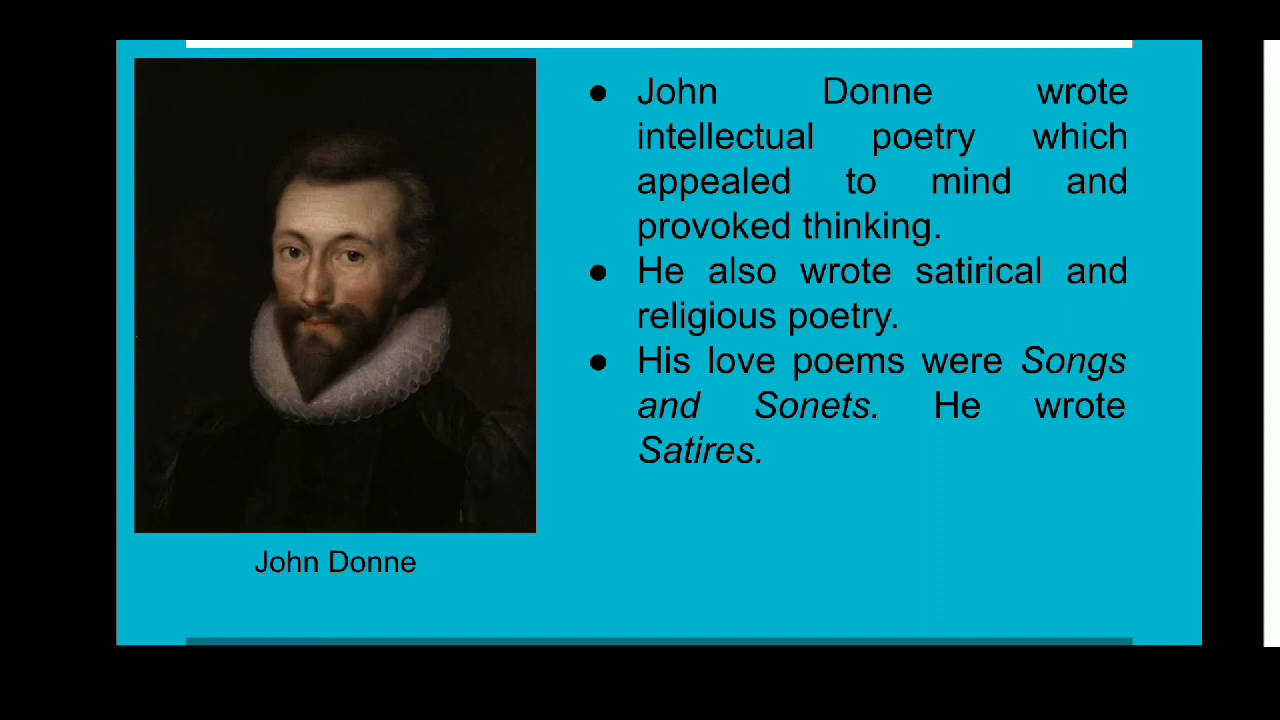 ● John Donne wrote
intellectual poetry which
appealed to mind and
provoked thinking.
● He also wrote satirical and
religious poetry.
● His love poems were Songs
and Sonets. He wrote
Satires.
John Donne